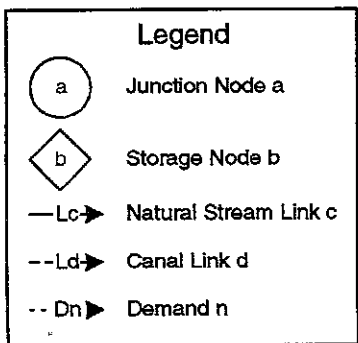 Legend
a Junction Node a
b Storage Node b
Lc Natural Stream Link c
Ld Canal Link d
Dn Demand n